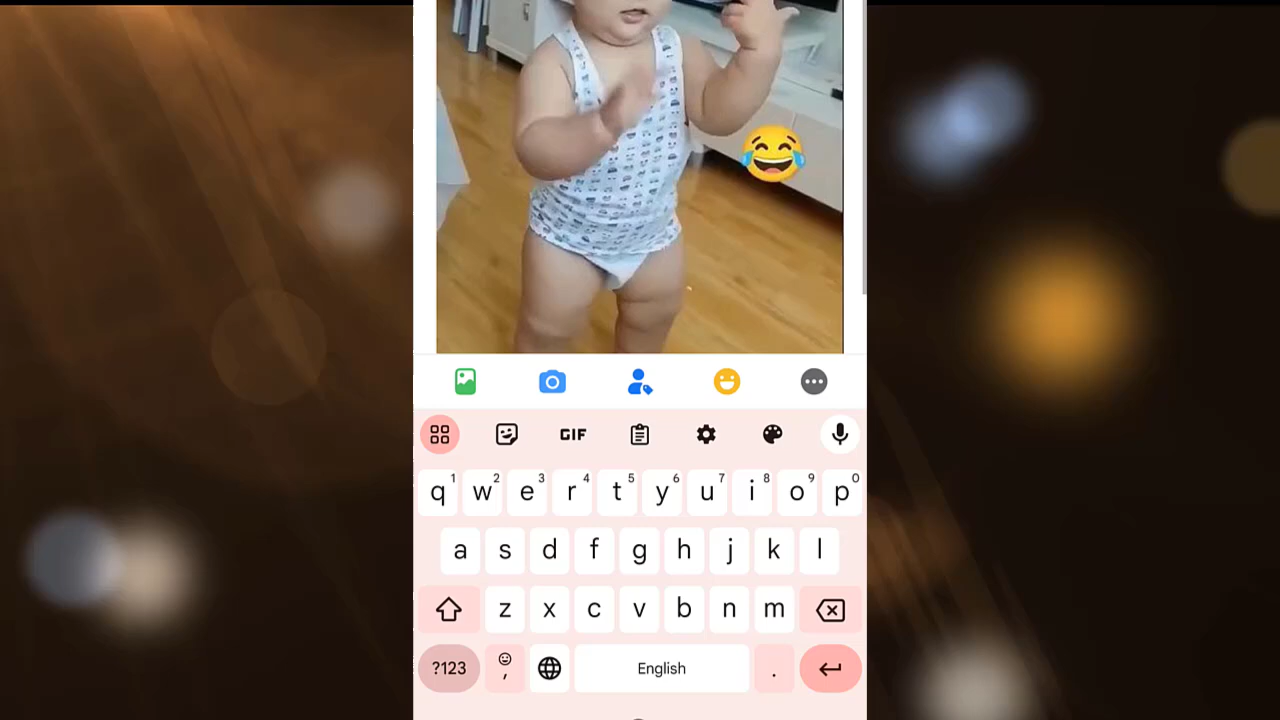 GIF
q1 w2 e3 r4 t5 y6 u7 i8 o9 p0
a s d f g h j k l
z x c v b n m
?123 , English .